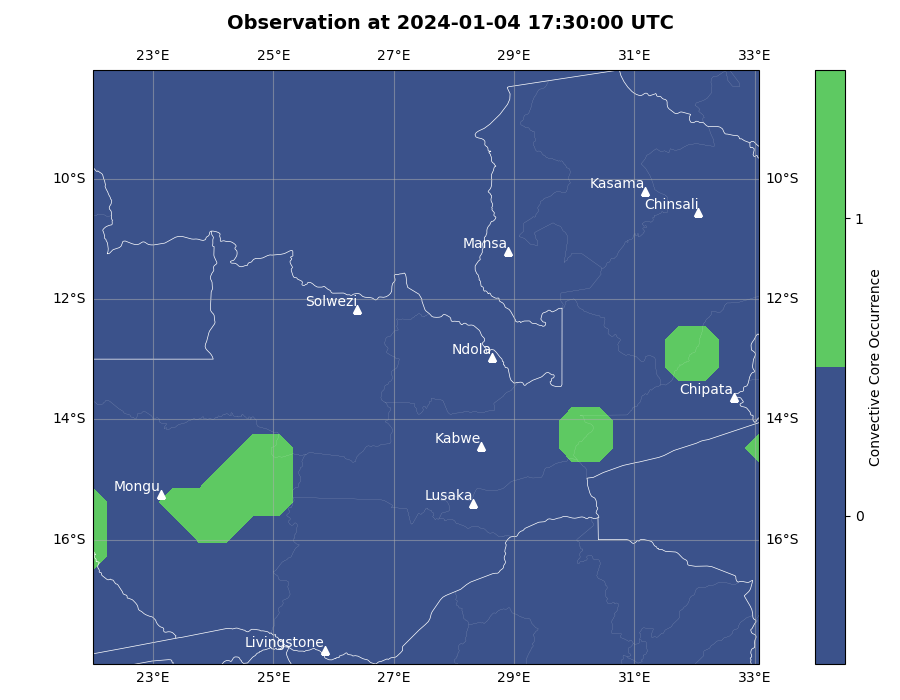 Observation at 2024-01-04 17:30:00 UTC
23°E 25°E 27°E 29°E 31°E 33°E
10°S 10°S
12°S 12°S
14°S 14°S
16°S 16°S
Kasama
Chinsali
Mansa
Solwezi
Ndola
Chipata
Kabwe
Mongu
Lusaka
Livingstone
23°E 25°E 27°E 29°E 31°E 33°E
1
0
Convective Core Occurrence